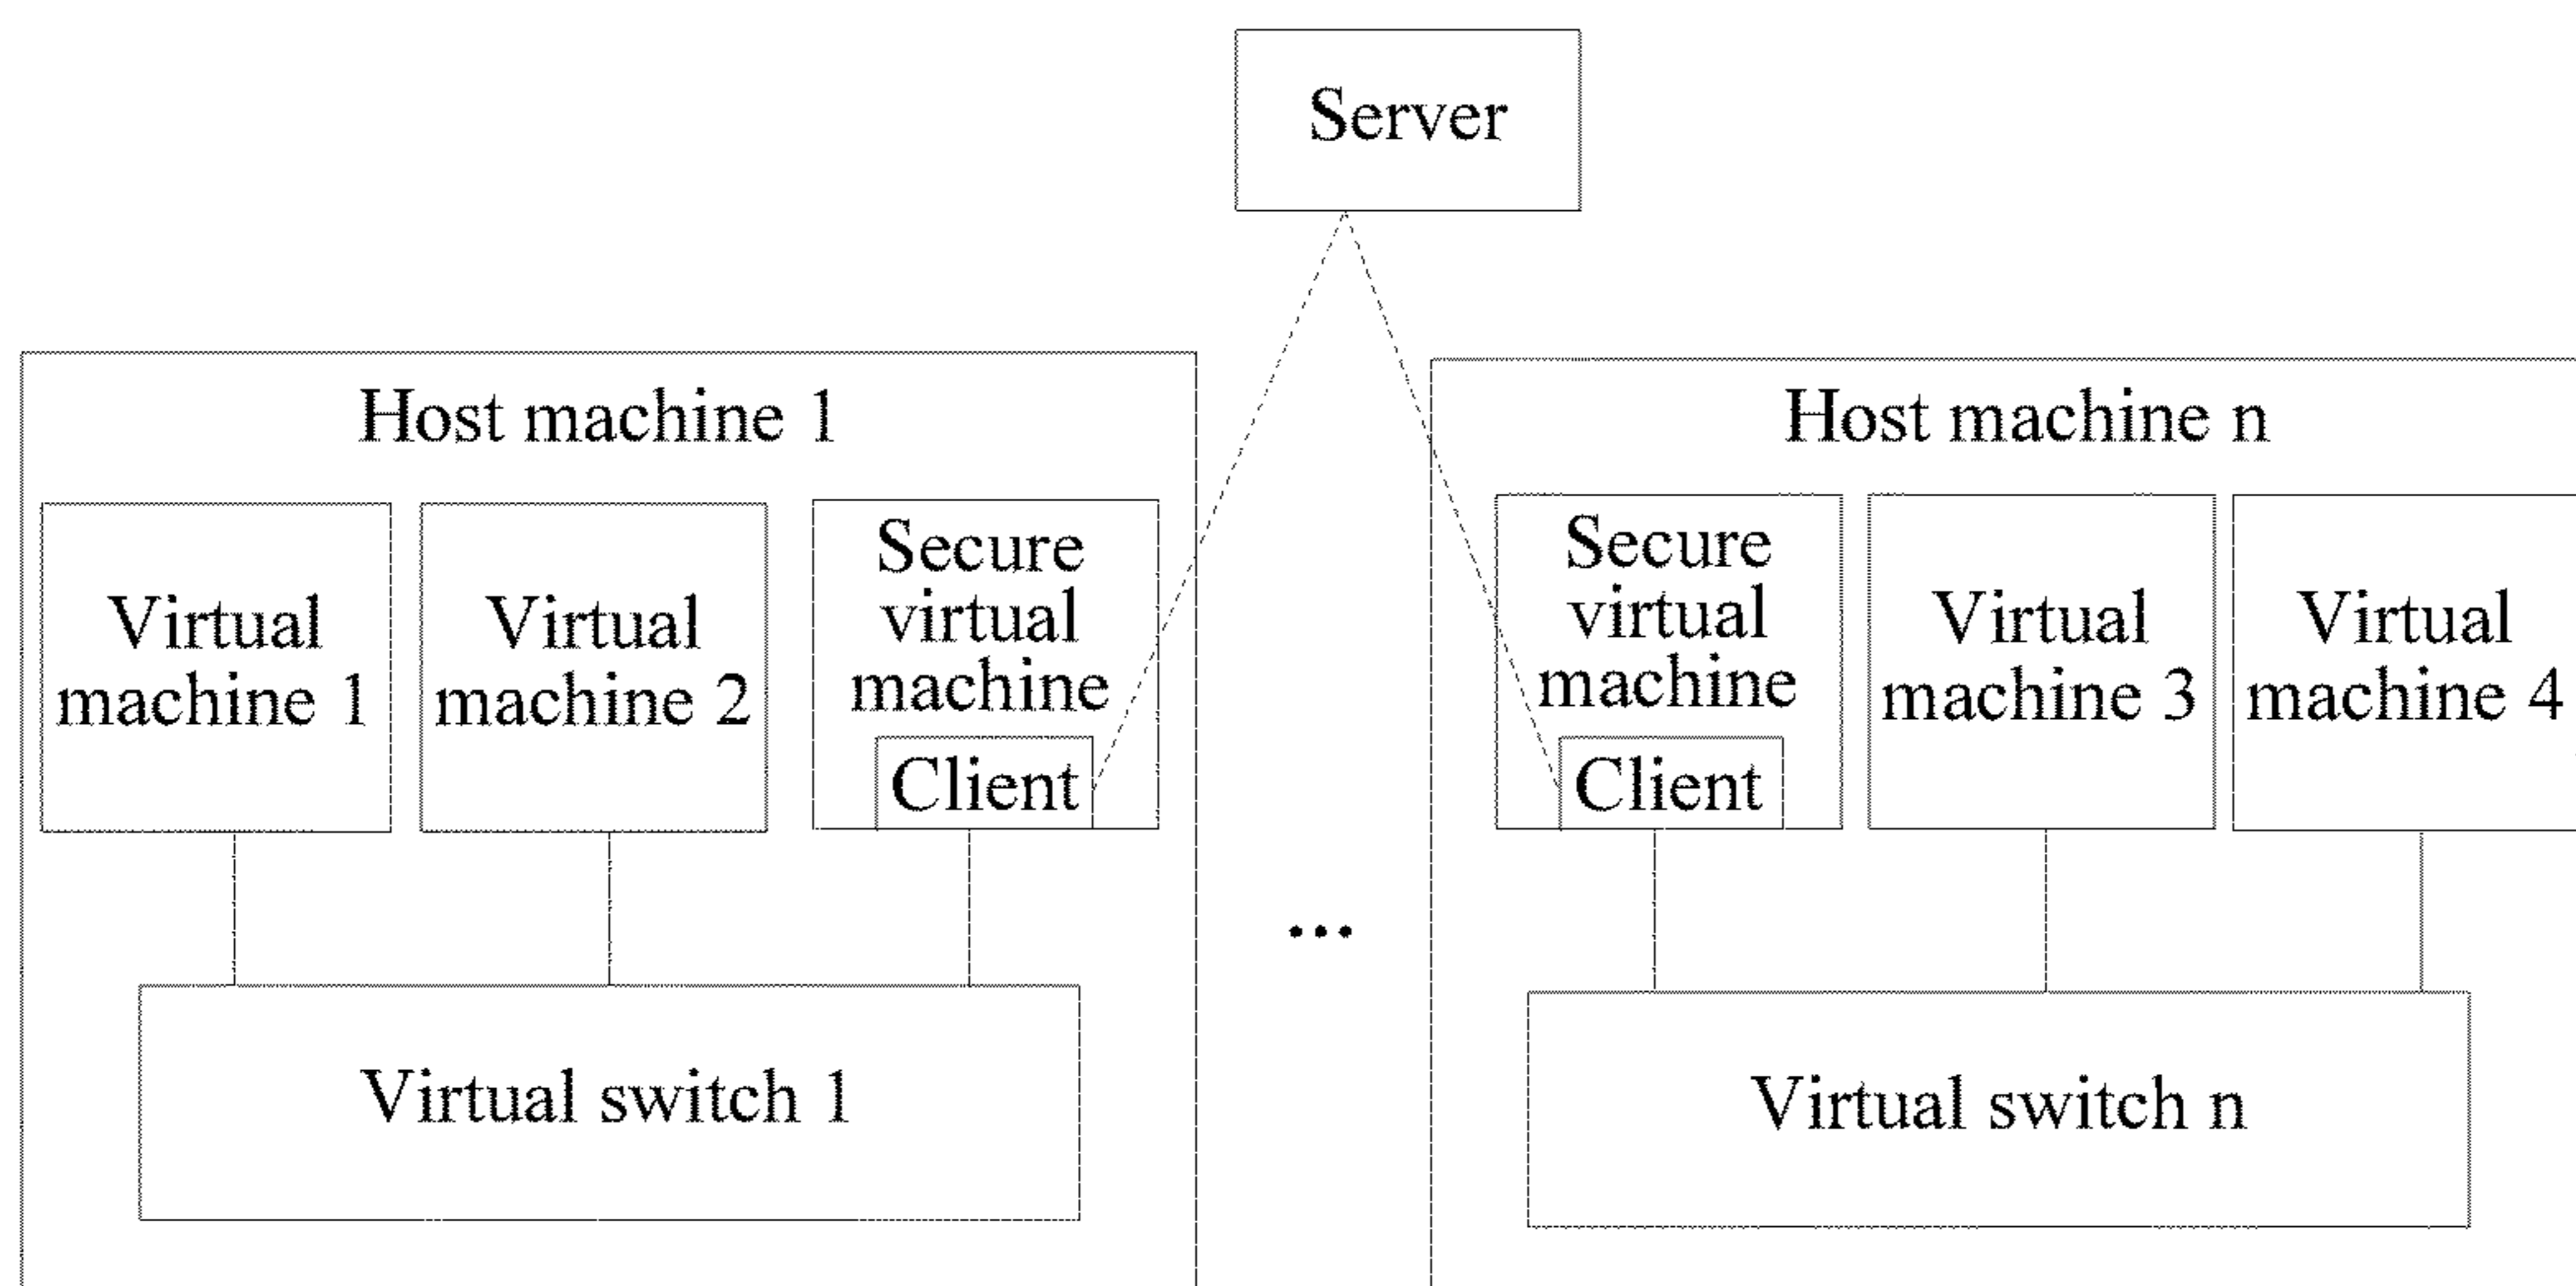 Server
Host machine 1
Virtual
machine 1
Virtual
machine 2
Secure
virtual
machine
Client
Virtual switch 1
...
Host machine n
Secure
virtual
machine
Client
Virtual
machine 3
Virtual
machine 4
Virtual switch n